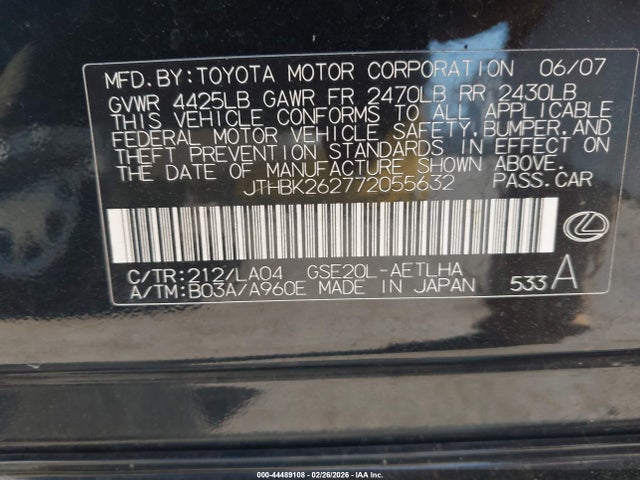 MFD. BY: TOYOTA MOTOR CORPORATION 06/07
GVWR 4425LB GAWR FR 2470LB RR 2430LB
THIS VEHICLE CONFORMS TO ALL APPLICABLE
FEDERAL MOTOR VEHICLE SAFETY, BUMPER, AND
THEFT PREVENTION STANDARDS IN EFFECT ON
THE DATE OF MANUFACTURE SHOWN ABOVE.
JTHBK262772055632 PASS. CAR
C/TR: 212/LA04 GSE20L-AETLHA
A/TM: B03A/A960E MADE IN JAPAN 533 A
000-44489108 - 02/26/2026 - IAA Inc.